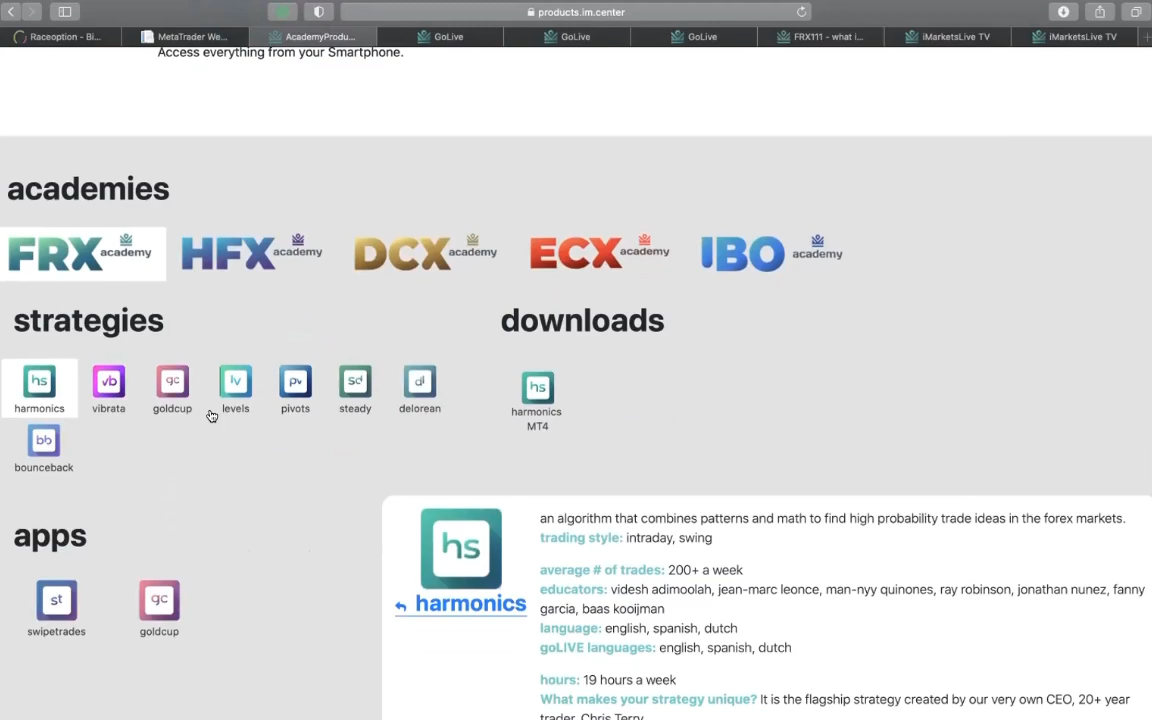 products.im.center
Raceoption - Bi...
MetaTrader We...
AcademyProdu...
GoLive
GoLive
GoLive
FRX111 - what i...
iMarketsLive TV
iMarketsLive TV
Access everything from your Smartphone.
academies
FRX academy
HFX academy
DCX academy
ECX academy
IBO academy
strategies
downloads
hs
vb
gc
lv
pv
sd
dl
hs
harmonics
vibrata
goldcup
levels
pivots
steady
delorean
harmonics
MT4
bb
bounceback
apps
st
gc
swipetrades
goldcup
hs
harmonics
an algorithm that combines patterns and math to find high probability trade ideas in the forex markets.
trading style: intraday, swing
average # of trades: 200+ a week
educators: videsh adimoolah, jean-marc leonce, man-nyy quinones, ray robinson, jonathan nunez, fanny
garcia, baas kooijman
language: english, spanish, dutch
goLIVE languages: english, spanish, dutch
hours: 19 hours a week
What makes your strategy unique? It is the flagship strategy created by our very own CEO, 20+ year
trader, Chris Terry